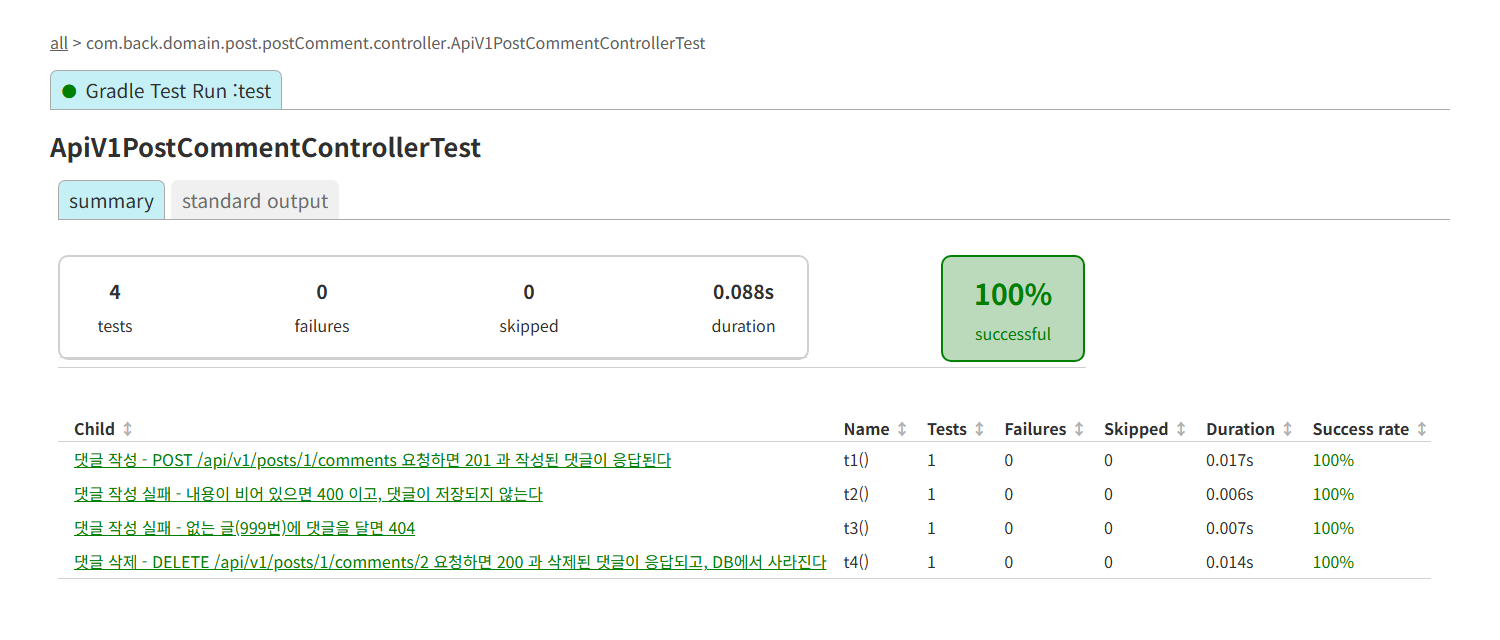 all > com.back.domain.post.postComment.controller.ApiV1PostCommentControllerTest
Gradle Test Run :test
ApiV1PostCommentControllerTest
summary standard output
4 0 0 0.088s 100%
tests failures skipped duration successful
Child Name Tests Failures Skipped Duration Success rate
댓글 작성 - POST /api/v1/posts/1/comments 요청하면 201 과 작성된 댓글이 응답된다 t1() 1 0 0 0.017s 100%
댓글 작성 실패 - 내용이 비어 있으면 400 이고, 댓글이 저장되지 않는다 t2() 1 0 0 0.006s 100%
댓글 작성 실패 - 없는 글(999번)에 댓글을 달면 404 t3() 1 0 0 0.007s 100%
댓글 삭제 - DELETE /api/v1/posts/1/comments/2 요청하면 200 과 삭제된 댓글이 응답되고, DB에서 사라진다 t4() 1 0 0 0.014s 100%